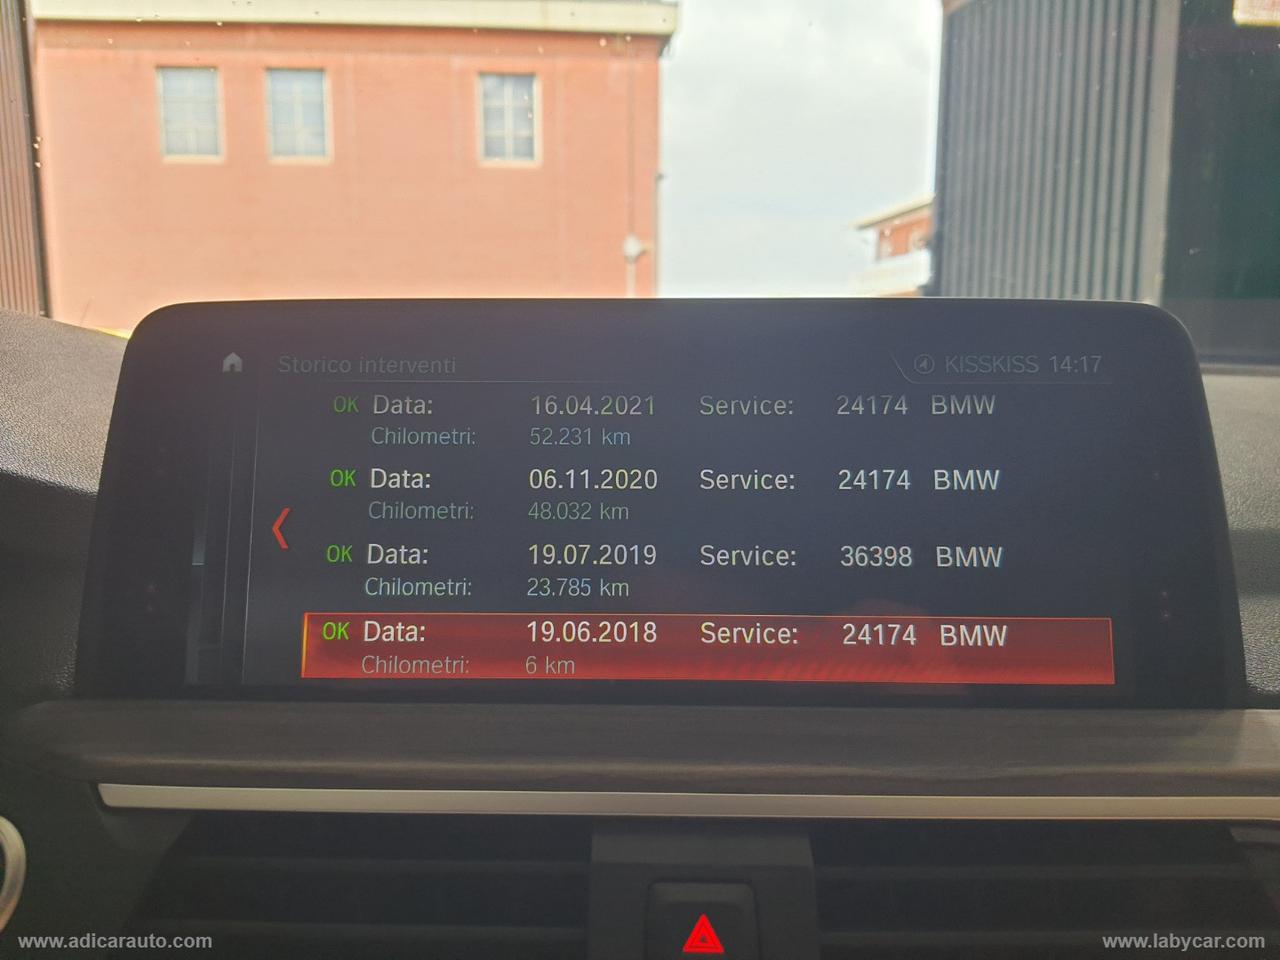 Storico interventi KISSKISS 14:17
OK Data: 16.04.2021 Service: 24174 BMW
Chilometri: 52.231 km
OK Data: 06.11.2020 Service: 24174 BMW
Chilometri: 48.032 km
OK Data: 19.07.2019 Service: 36398 BMW
Chilometri: 23.785 km
OK Data: 19.06.2018 Service: 24174 BMW
Chilometri: 6 km
www.adicarauto.com www.labycar.com